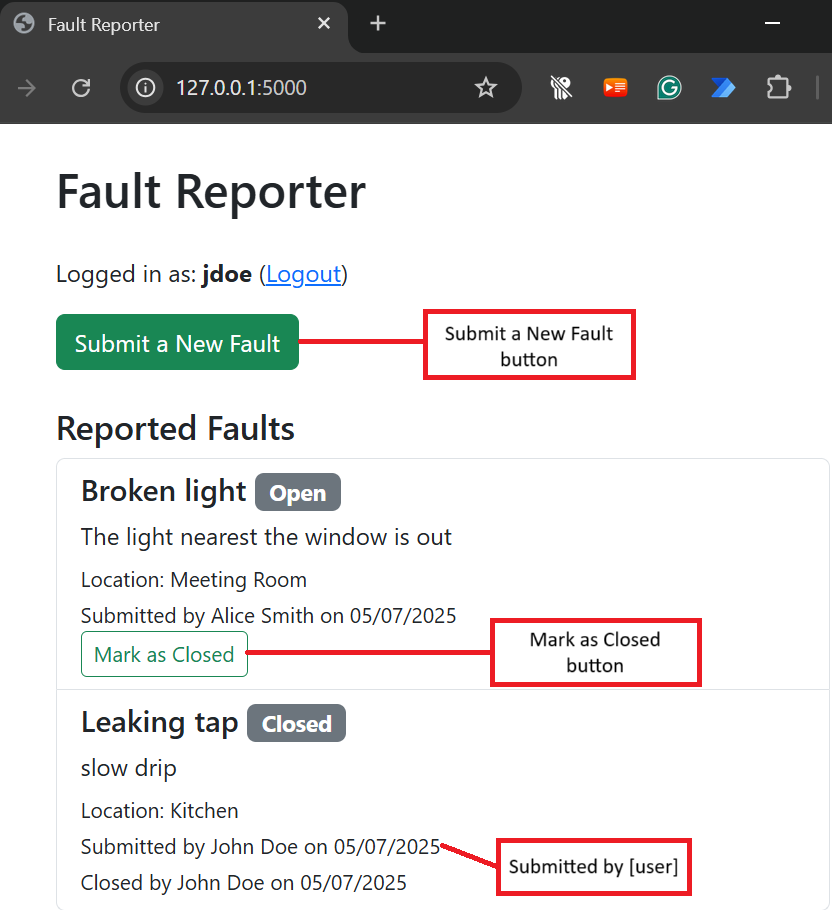 Fault Reporter
127.0.0.1:5000
Fault Reporter
Logged in as: jdoe (Logout)
Submit a New Fault
Submit a New Fault
button
Reported Faults
Broken light Open
The light nearest the window is out
Location: Meeting Room
Submitted by Alice Smith on 05/07/2025
Mark as Closed
Mark as Closed
button
Leaking tap Closed
slow drip
Location: Kitchen
Submitted by John Doe on 05/07/2025
Submitted by [user]
Closed by John Doe on 05/07/2025